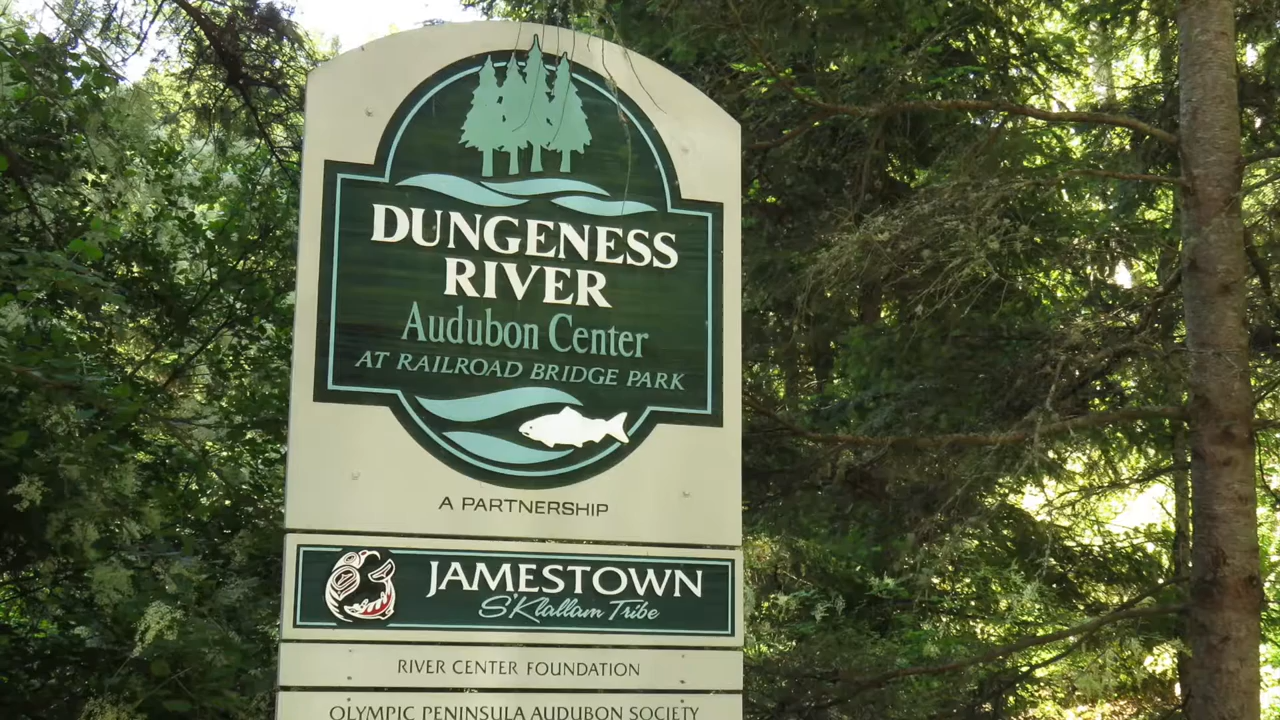 DUNGENESS
RIVER
Audubon Center
AT RAILROAD BRIDGE PARK
A PARTNERSHIP
JAMESTOWN
S'Klallam Tribe
RIVER CENTER FOUNDATION
OLYMPIC PENINSULA AUDUBON SOCIETY